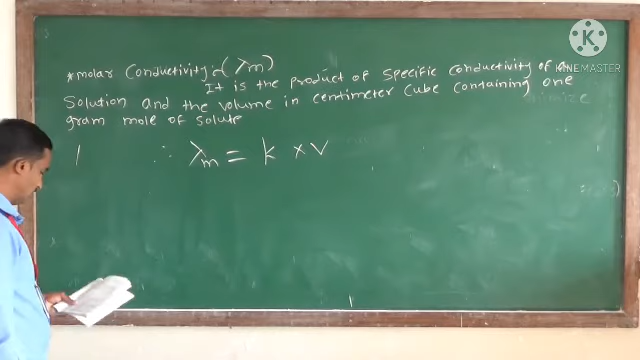 *molar Conductivity :- (λm)
It is the product of specific conductivity of a
Solution and the volume in centimeter cube containing one
gram mole of solute
∴ λm = k × v
K
KINEMASTER